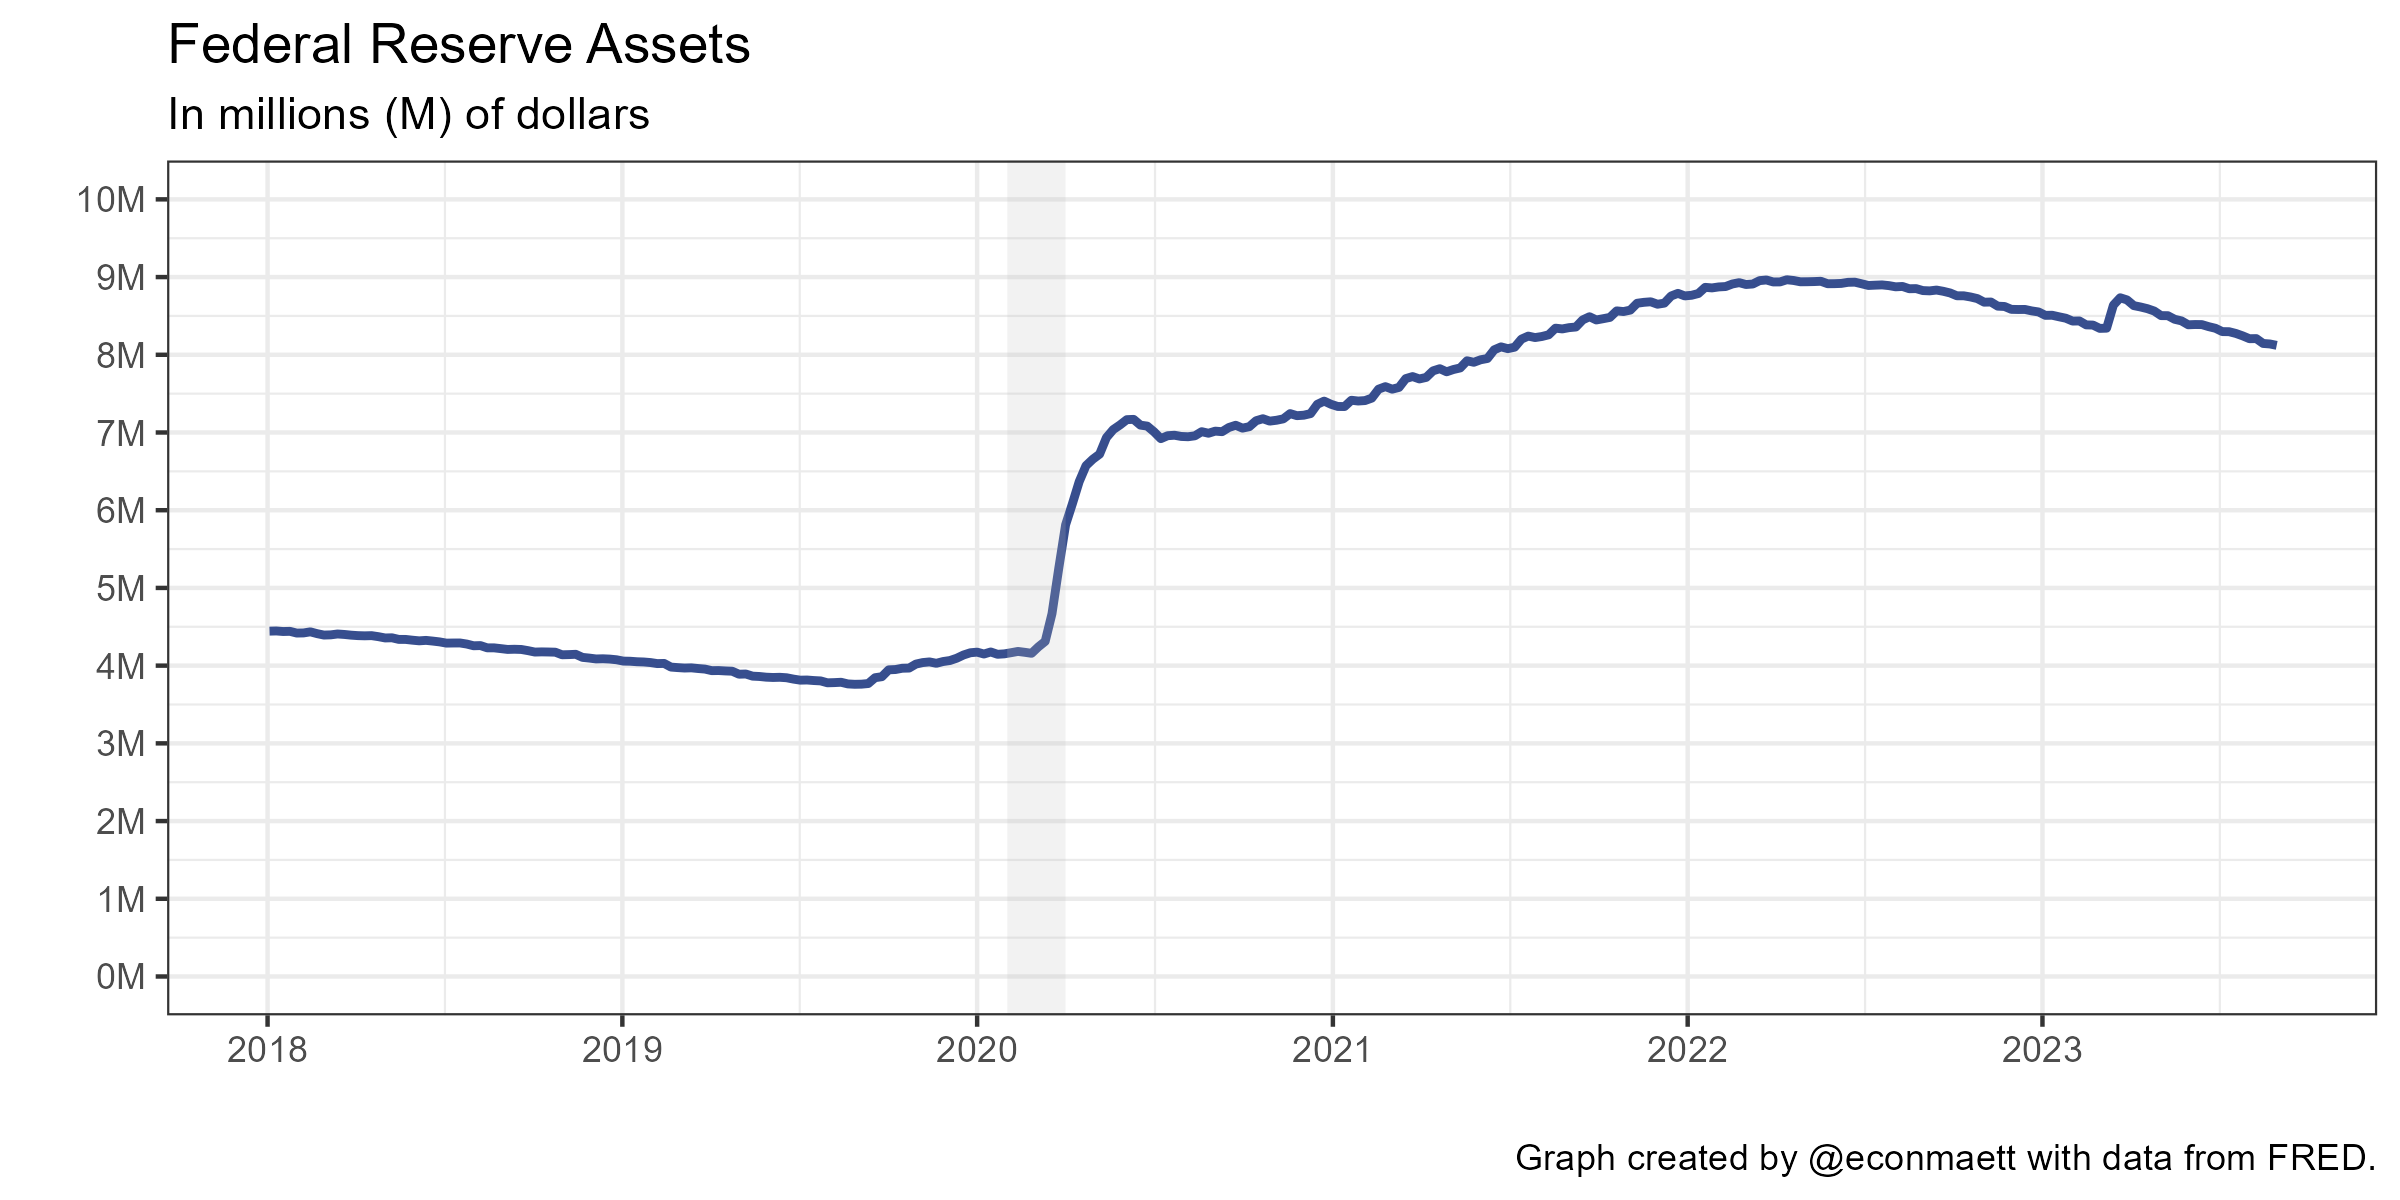 Federal Reserve Assets
In millions (M) of dollars
10M
9M
8M
7M
6M
5M
4M
3M
2M
1M
0M
2018 2019 2020 2021 2022 2023
Graph created by @econmaett with data from FRED.